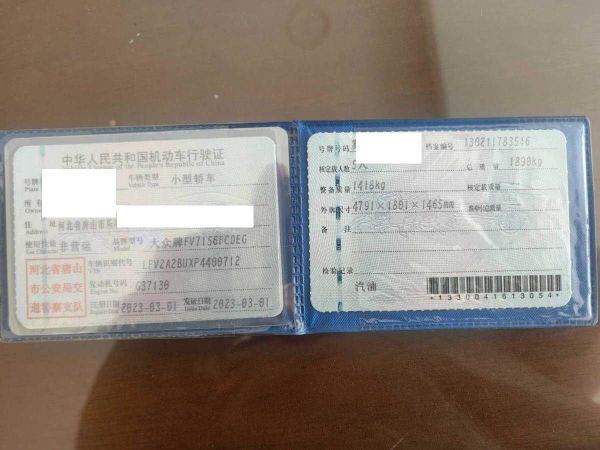 中华人民共和国机动车行驶证
Vehicle License of the People's Republic of China
号牌
Plate
车辆类型
Vehicle Type
小型轿车
所有
Owner
住
Address
河北省唐山市
使用性质
Use Character
非营运
品牌型号
Model
大众牌FV7156FCDEG
河北省唐山
市公安局交
通警察支队
车辆识别代号
VIN
LFV2A2BUXP4400712
发动机号码
Engine No.
G37130
注册日期
2023-03-01
发证日期
Issue Date
2023-03-01
号牌号码
档案编号
130211783516
核定载人数
5人
总质量
1890kg
整备质量
1418kg
核定载质量
外廓尺寸
4791×1801×1465mm
准牵引总质量
备注
检验记录
汽油
*1330041613054*